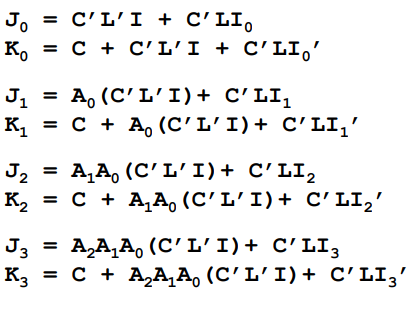 J₀ = C’L’I + C’LI₀
K₀ = C + C’L’I + C’LI₀’
J₁ = A₀(C’L’I)+ C’LI₁
K₁ = C + A₀(C’L’I)+ C’LI₁’
J₂ = A₁A₀(C’L’I)+ C’LI₂
K₂ = C + A₁A₀(C’L’I)+ C’LI₂’
J₃ = A₂A₁A₀(C’L’I)+ C’LI₃
K₃ = C + A₂A₁A₀(C’L’I)+ C’LI₃’